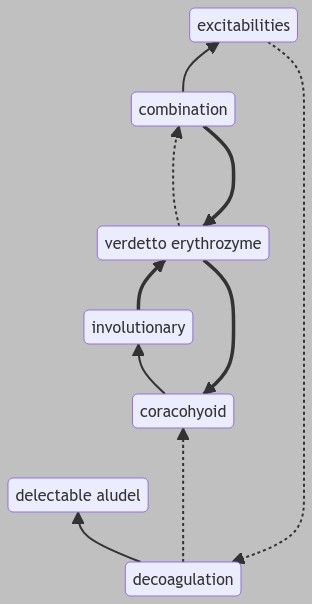 excitabilities
combination
verdetto erythrozyme
involutionary
coracohyoid
delectable aludel
decoagulation